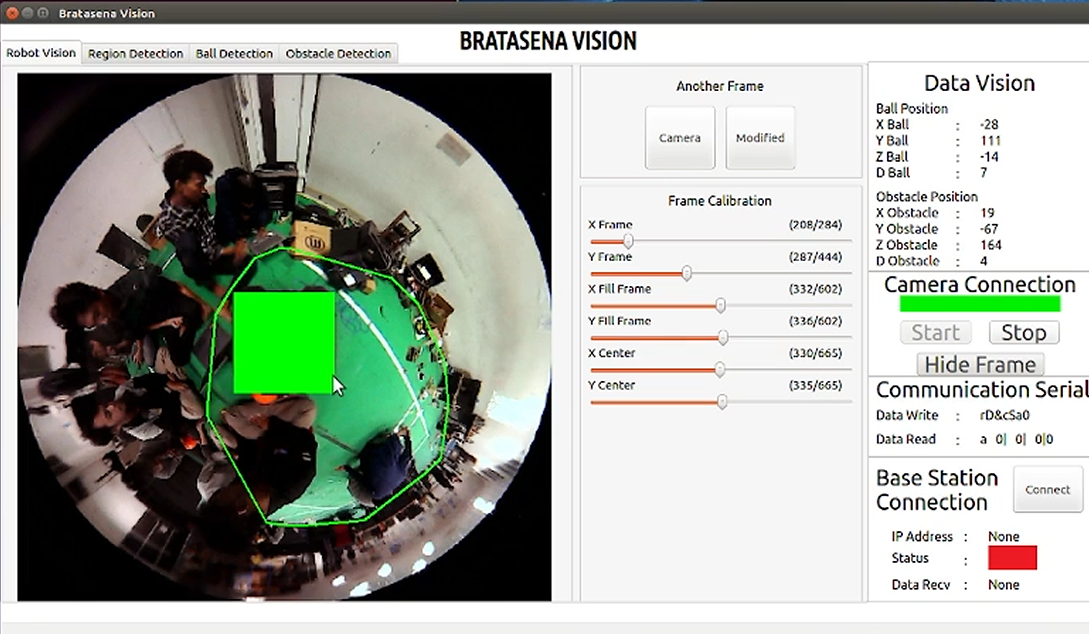 Bratasena Vision
BRATASENA VISION
Robot Vision
Region Detection
Ball Detection
Obstacle Detection
Another Frame
Camera
Modified
Frame Calibration
X Frame (208/284)
Y Frame (287/444)
X Fill Frame (332/602)
Y Fill Frame (336/602)
X Center (330/665)
Y Center (335/665)
Data Vision
Ball Position
X Ball : -28
Y Ball : 111
Z Ball : -14
D Ball : 7
Obstacle Position
X Obstacle : 19
Y Obstacle : -67
Z Obstacle : 164
D Obstacle : 4
Camera Connection
Start
Stop
Hide Frame
Communication Serial
Data Write : rD&cSa0
Data Read : a 0| 0| 0|0
Base Station
Connection
Connect
IP Address : None
Status :
Data Recv : None